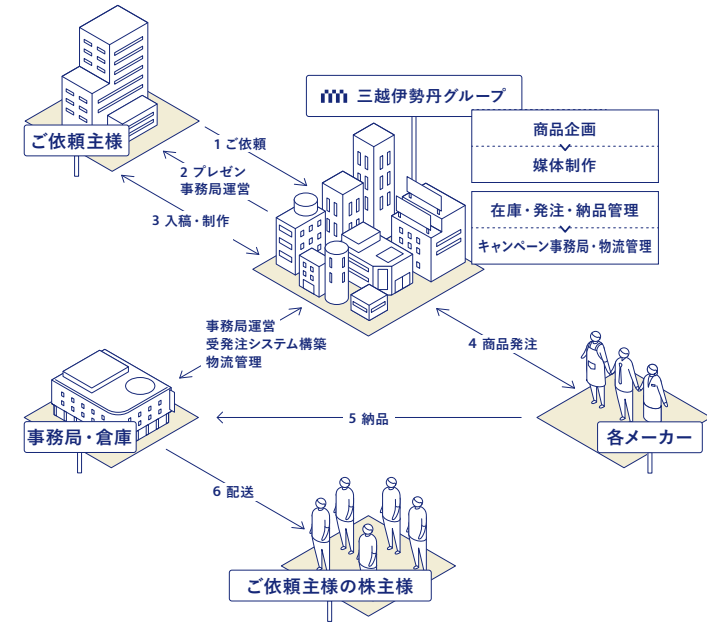 三越伊勢丹グループ
ご依頼主様
1 ご依頼
2 プレゼン
事務局運営
3 入稿・制作
商品企画
媒体制作
在庫・発注・納品管理
キャンペーン事務局・物流管理
事務局運営
受発注システム構築
物流管理
4 商品発注
事務局・倉庫
5 納品
各メーカー
6 配送
ご依頼主様の株主様